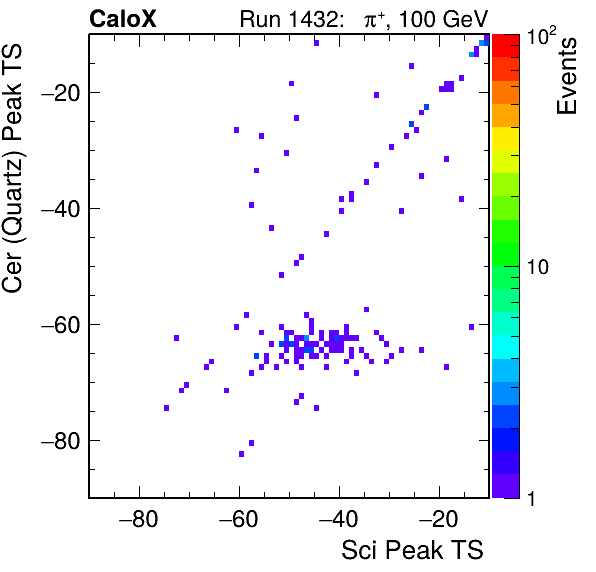 CaloX Run 1432: π⁺, 100 GeV
Cer (Quartz) Peak TS
−20
−40
−60
−80
−80 −60 −40 −20
Sci Peak TS
10²
10
1
Events